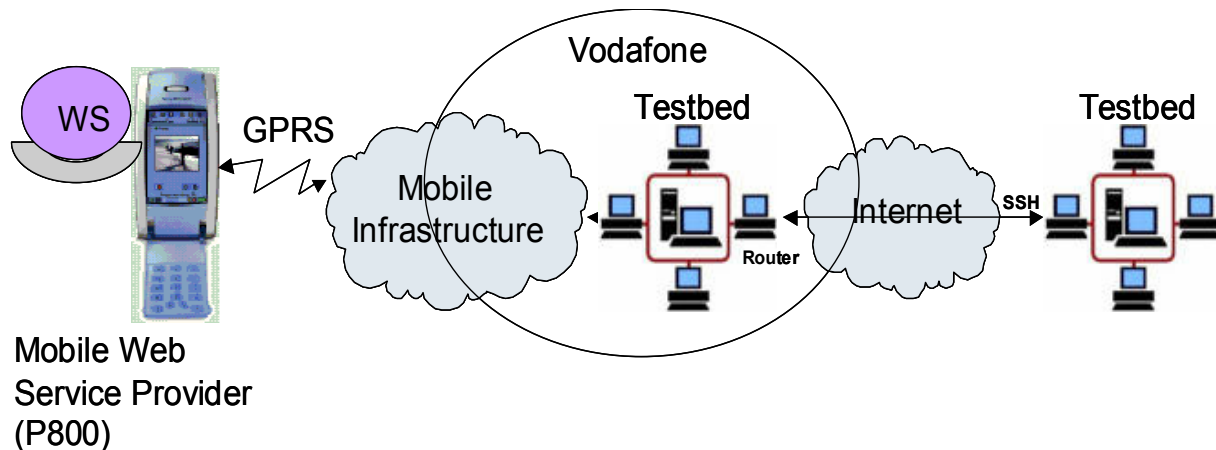 Vodafone
Testbed
Testbed
WS
GPRS
Mobile
Infrastructure
Internet
SSH
Router
Mobile Web
Service Provider
(P800)